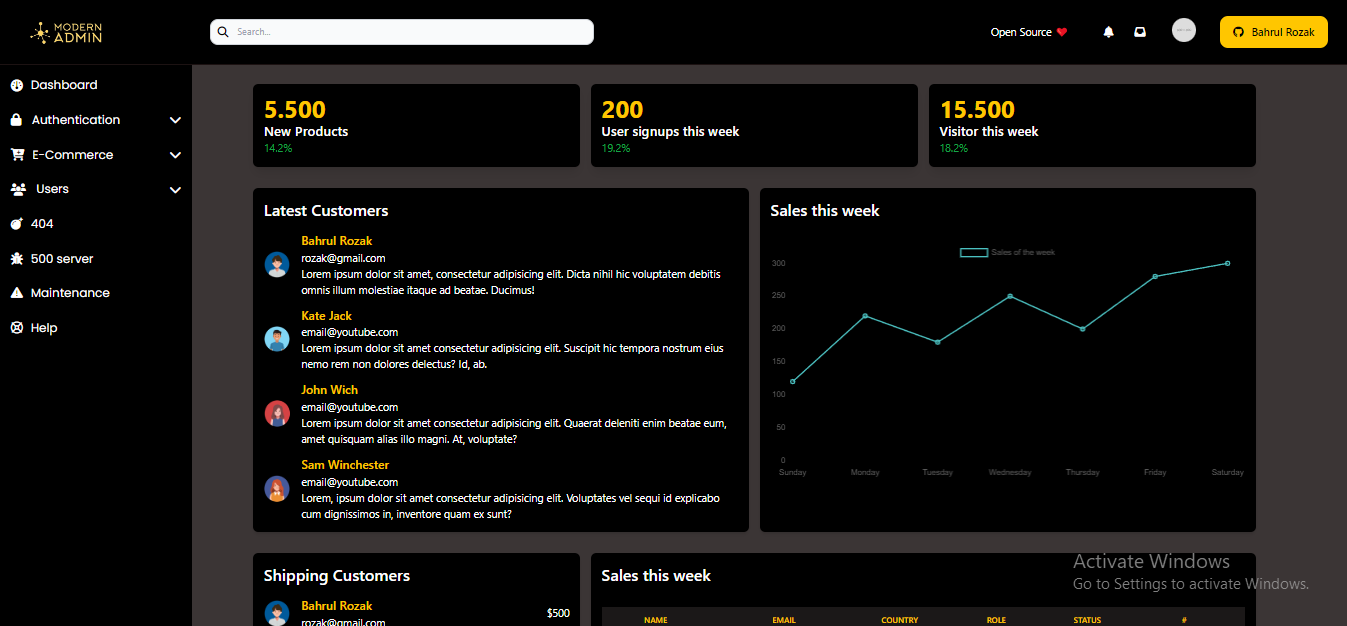 MODERN
ADMIN
Search...
Open Source
Bahrul Rozak
Dashboard
Authentication
E-Commerce
Users
404
500 server
Maintenance
Help
5.500
New Products
14.2%
200
User signups this week
19.2%
15.500
Visitor this week
18.2%
Latest Customers
Bahrul Rozak
rozak@gmail.com
Lorem ipsum dolor sit amet, consectetur adipisicing elit. Dicta nihil hic voluptatem debitis
omnis illum molestiae itaque ad beatae. Ducimus!
Kate Jack
email@youtube.com
Lorem ipsum dolor sit amet consectetur adipisicing elit. Suscipit hic tempora nostrum eius
nemo rem non dolores delectus? Id, ab.
John Wich
email@youtube.com
Lorem ipsum dolor sit amet consectetur adipisicing elit. Quaerat deleniti enim beatae eum,
amet quisquam alias illo magni. At, voluptate?
Sam Winchester
email@youtube.com
Lorem, ipsum dolor sit amet consectetur adipisicing elit. Voluptates vel sequi id explicabo
cum dignissimos in, inventore quam ex sunt?
Sales this week
Sales of the week
300
250
200
150
100
50
0
Sunday Monday Tuesday Wednesday Thursday Friday Saturday
Shipping Customers
Bahrul Rozak
$500
rozak@gmail.com
Sales this week
NAME EMAIL COUNTRY ROLE STATUS #
Activate Windows
Go to Settings to activate Windows.